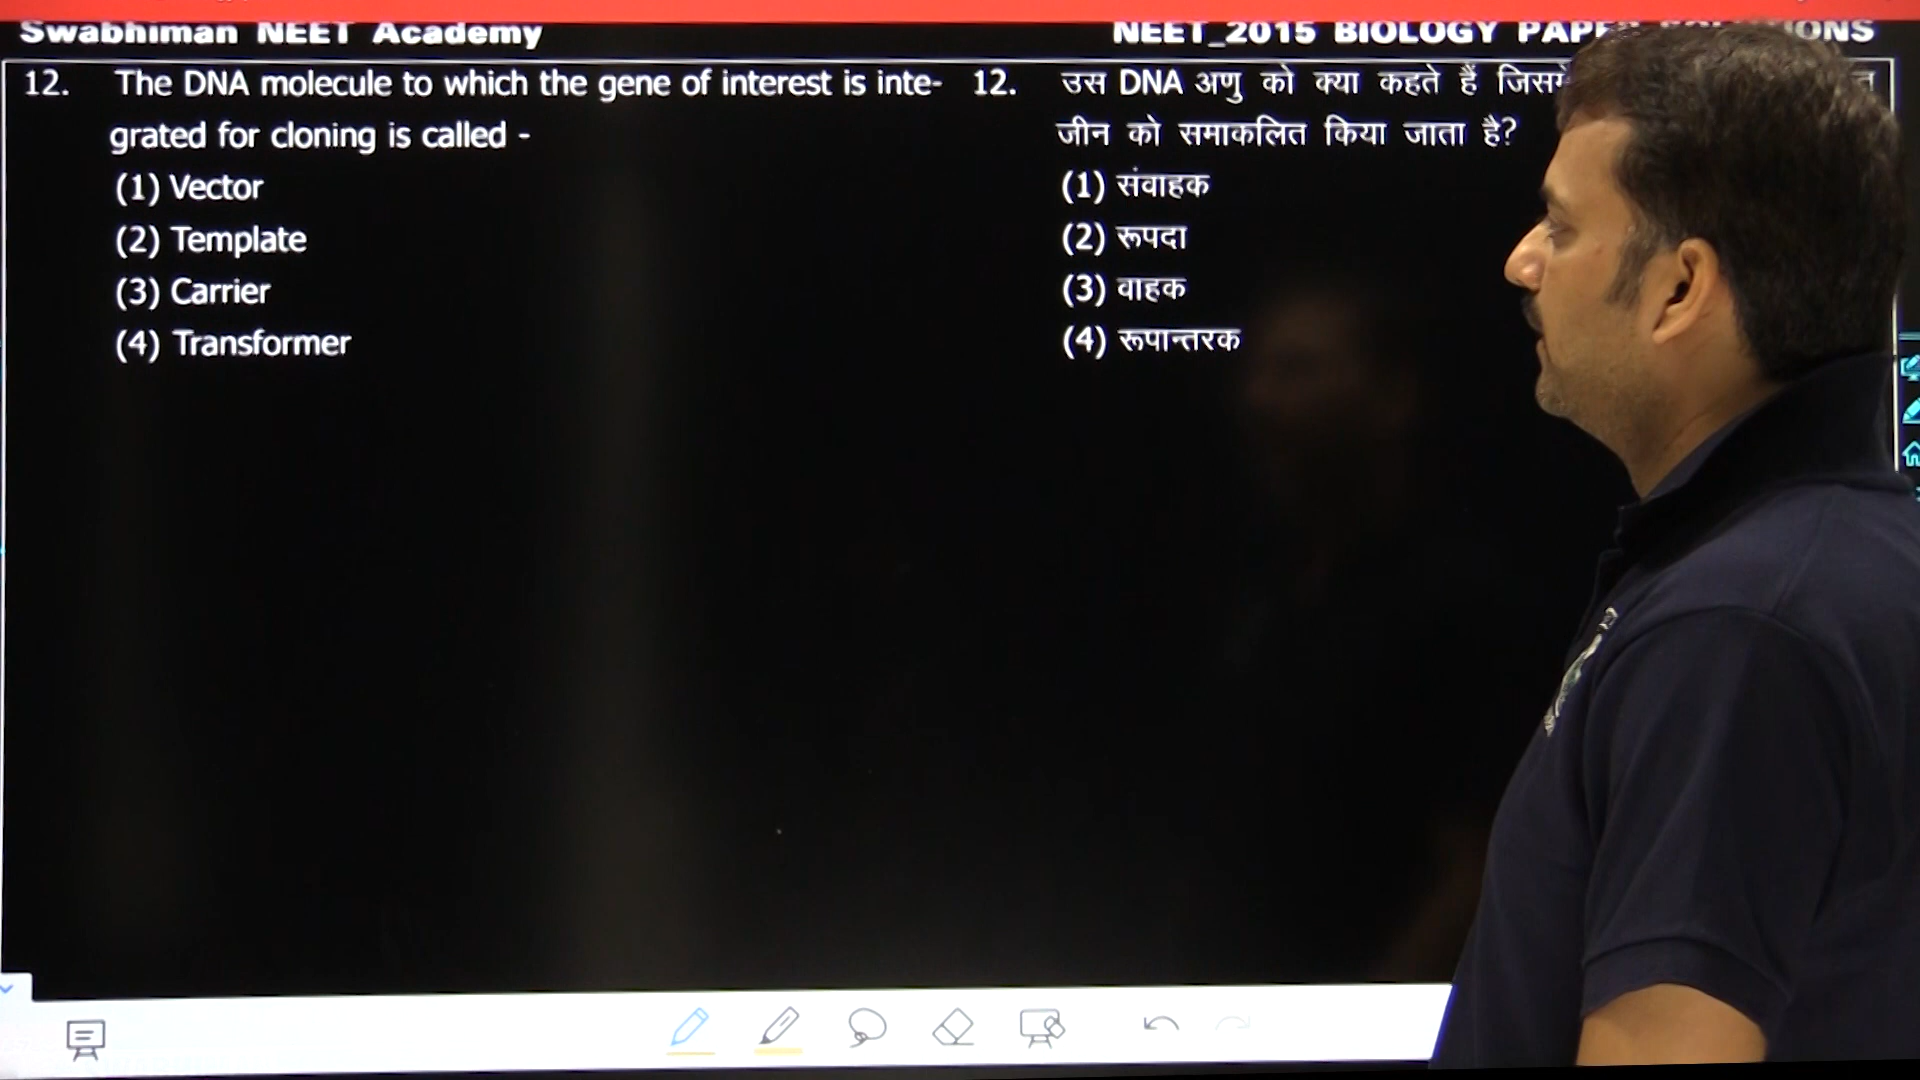 Swabhiman NEET Academy
NEET_2015 BIOLOGY PAPER
12. The DNA molecule to which the gene of interest is inte-
grated for cloning is called -
(1) Vector
(2) Template
(3) Carrier
(4) Transformer
12. उस DNA अणु को क्या कहते हैं
जीन को समाकलित किया जाता है?
(1) संवाहक
(2) रूपदा
(3) वाहक
(4) रूपान्तरक